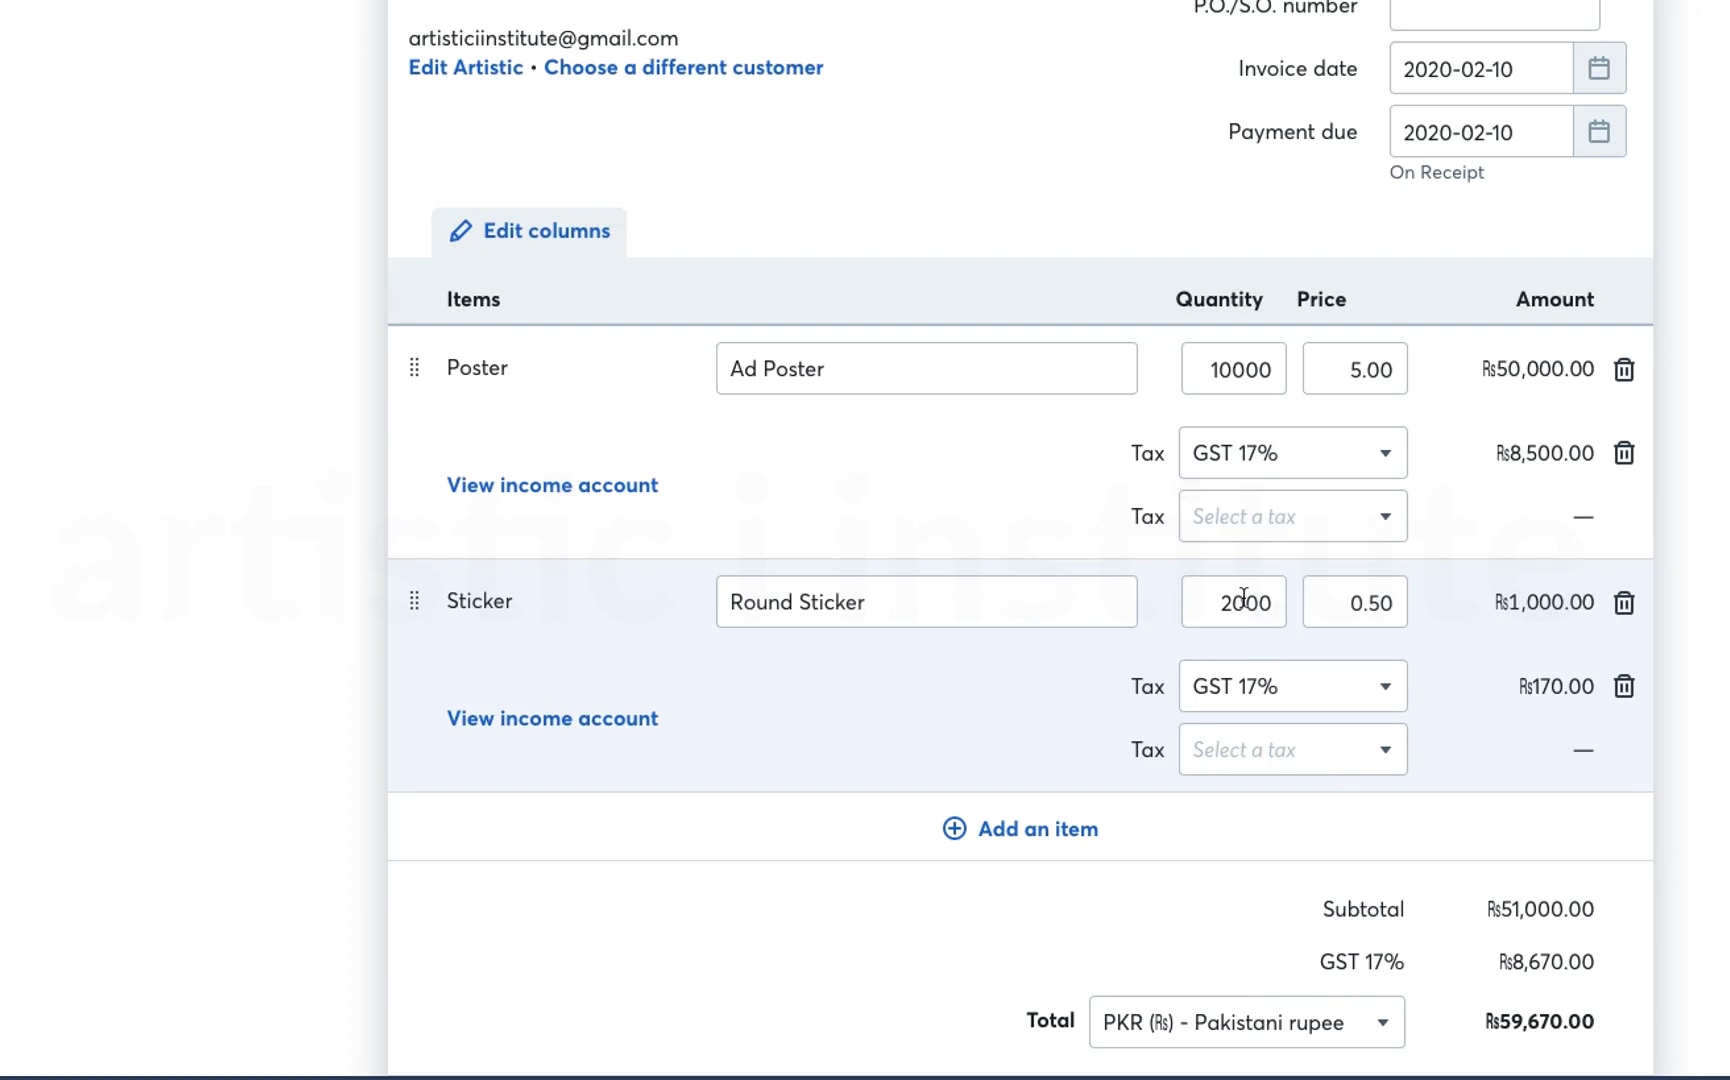 P.O./S.O. number
artisticiinstitute@gmail.com
Edit Artistic • Choose a different customer
Invoice date 2020-02-10
Payment due 2020-02-10
On Receipt
Edit columns
Items Quantity Price Amount
Poster Ad Poster 10000 5.00 ₨50,000.00
Tax GST 17% ₨8,500.00
View income account
Tax Select a tax —
artistic i institute
Sticker Round Sticker 2000 0.50 ₨1,000.00
Tax GST 17% ₨170.00
View income account
Tax Select a tax —
Add an item
Subtotal ₨51,000.00
GST 17% ₨8,670.00
Total PKR (₨) - Pakistani rupee ₨59,670.00